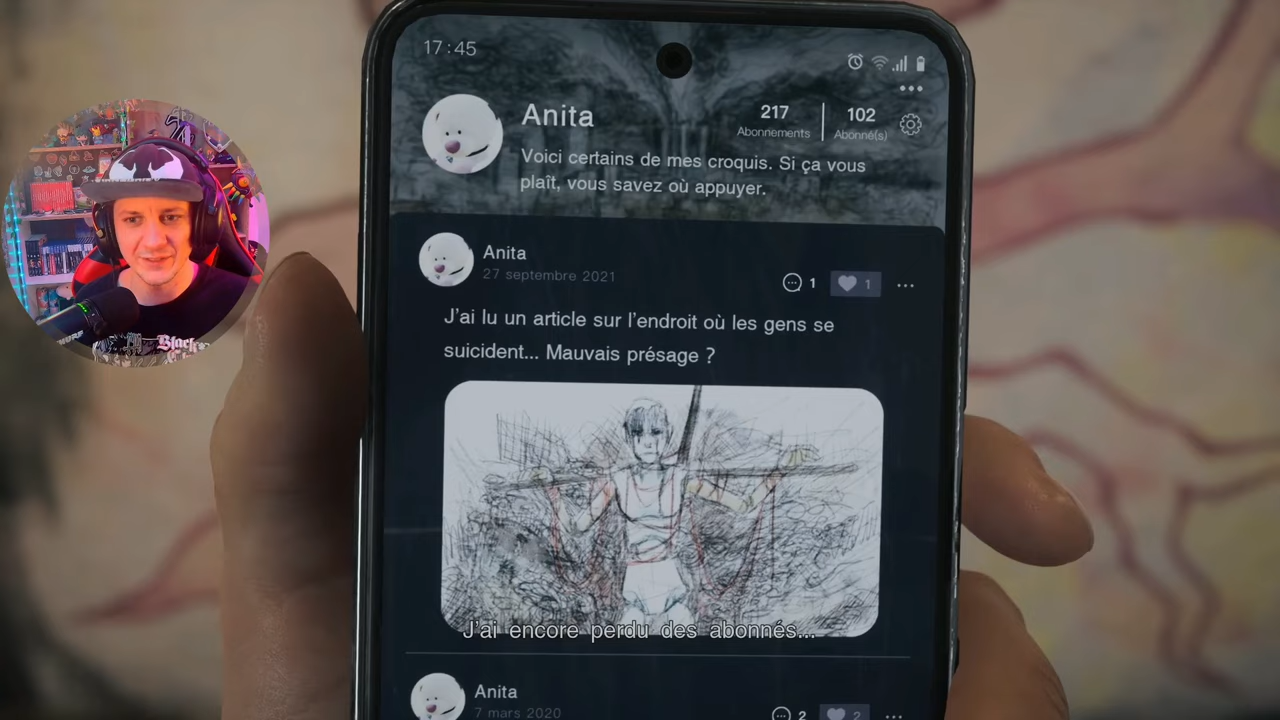 17:45
Anita
217
Abonnements
102
Abonné(s)
Voici certains de mes croquis. Si ça vous
plaît, vous savez où appuyer.
Anita
27 septembre 2021
1
1
J'ai lu un article sur l'endroit où les gens se
suicident... Mauvais présage ?
J'ai encore perdu des abonnés...
Anita
7 mars 2020
2
2
Black